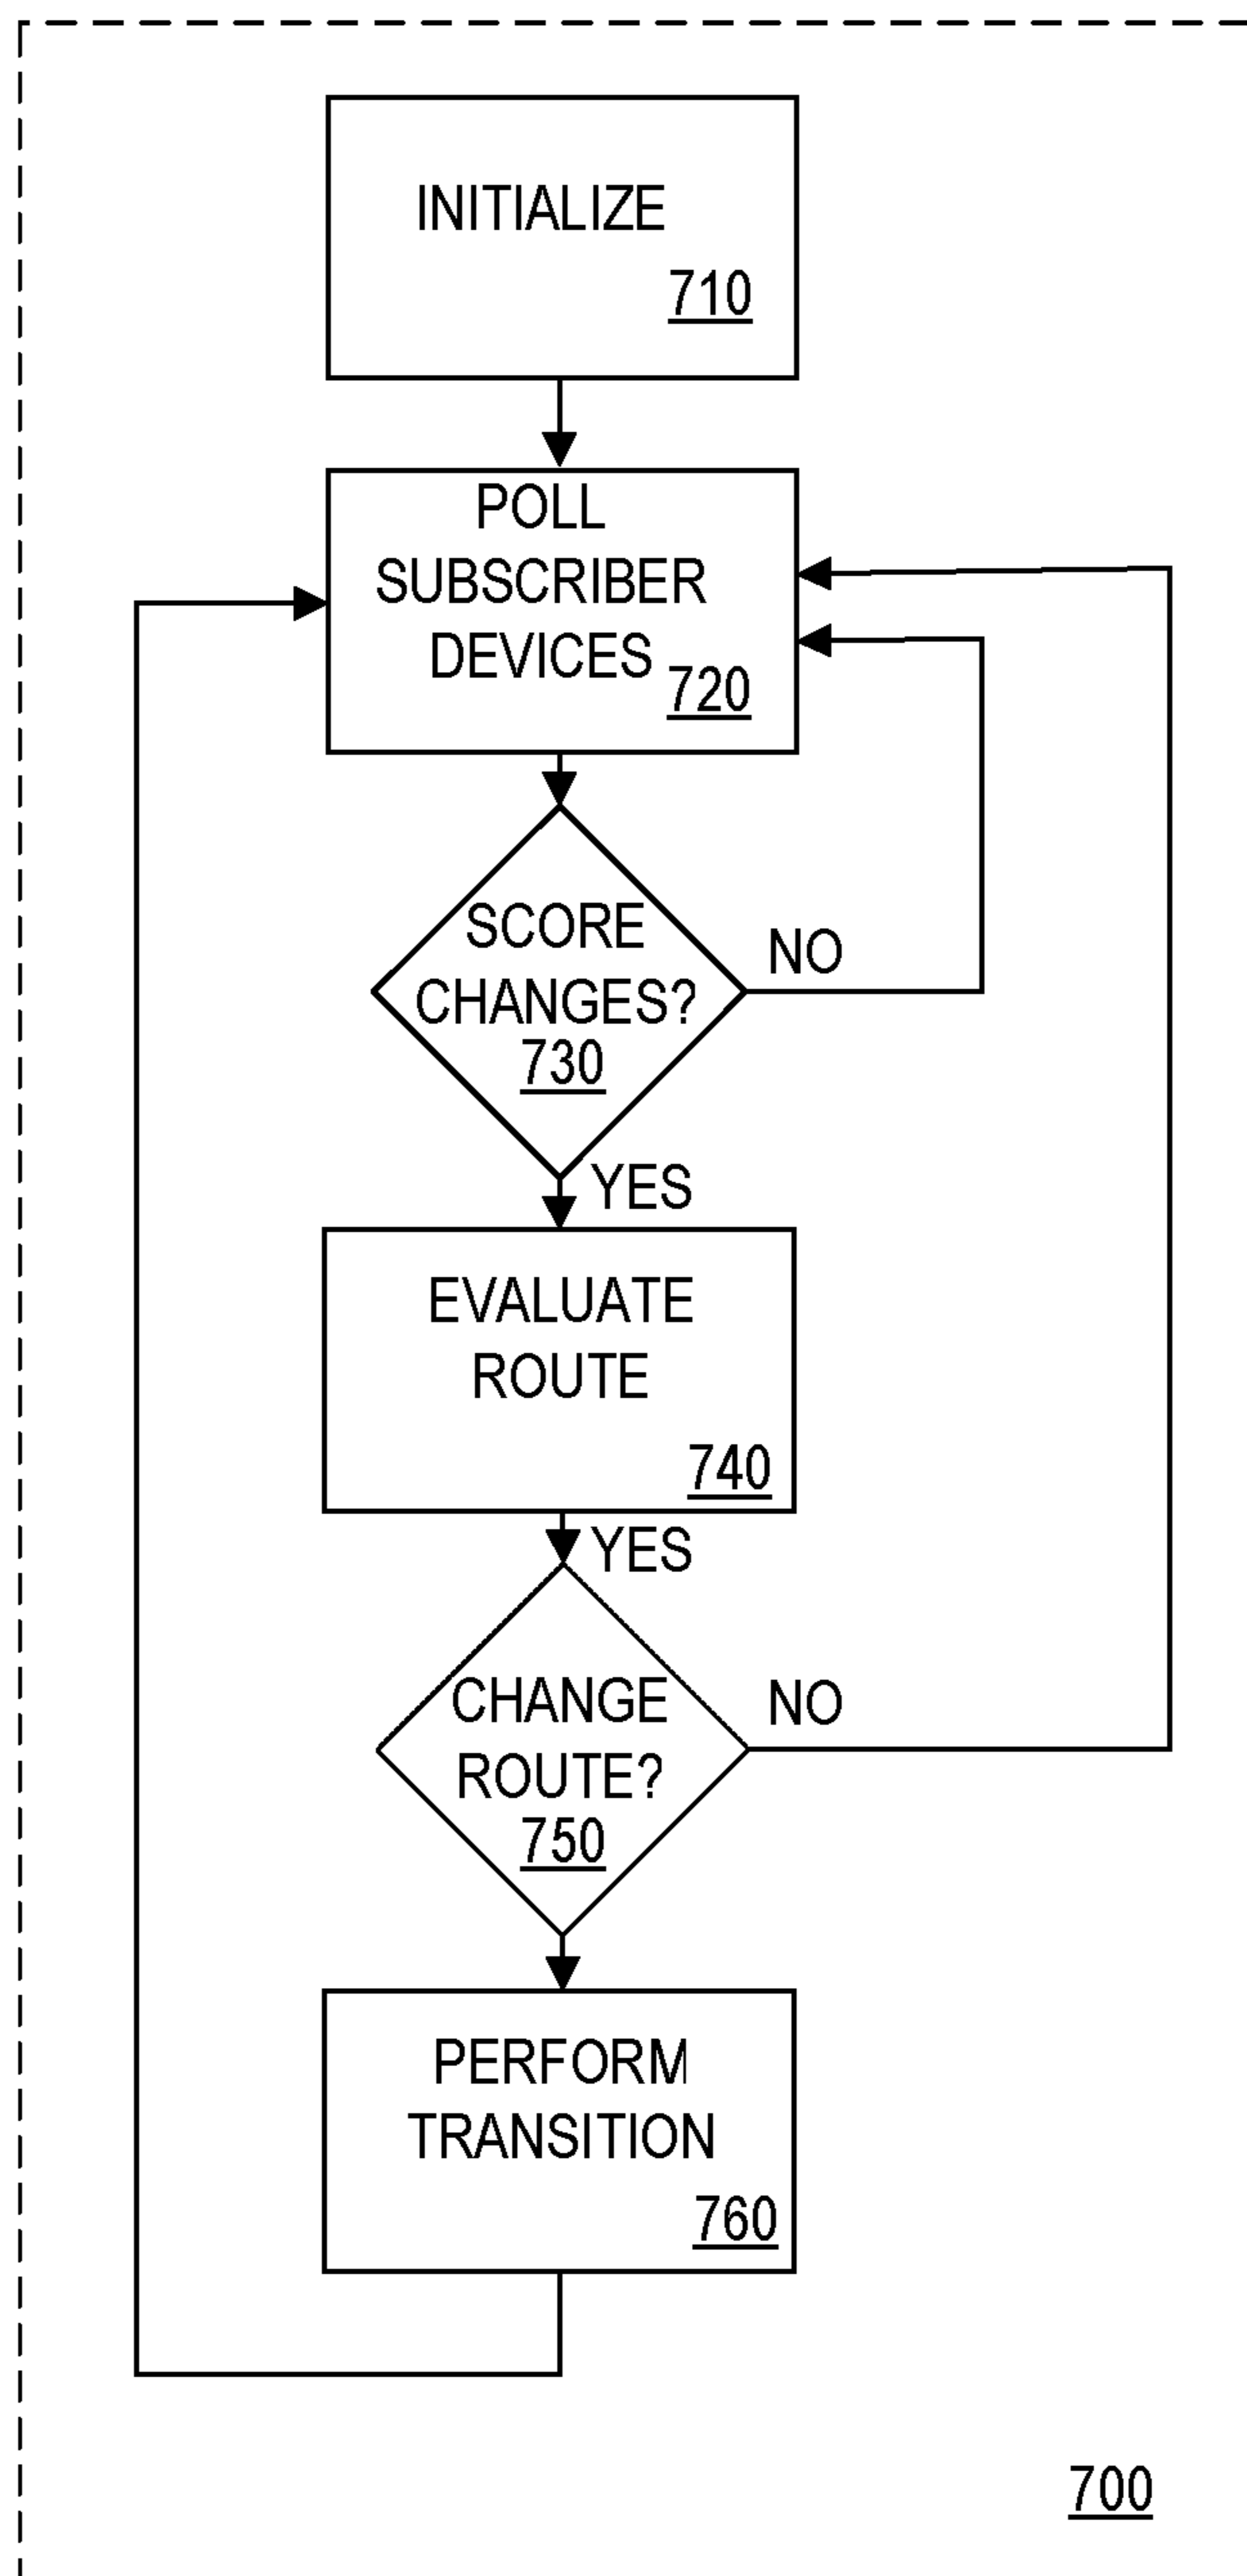 INITIALIZE
710
POLL
SUBSCRIBER
DEVICES
720
SCORE
CHANGES?
730
NO
YES
EVALUATE
ROUTE
740
YES
CHANGE
ROUTE?
750
NO
PERFORM
TRANSITION
760
700